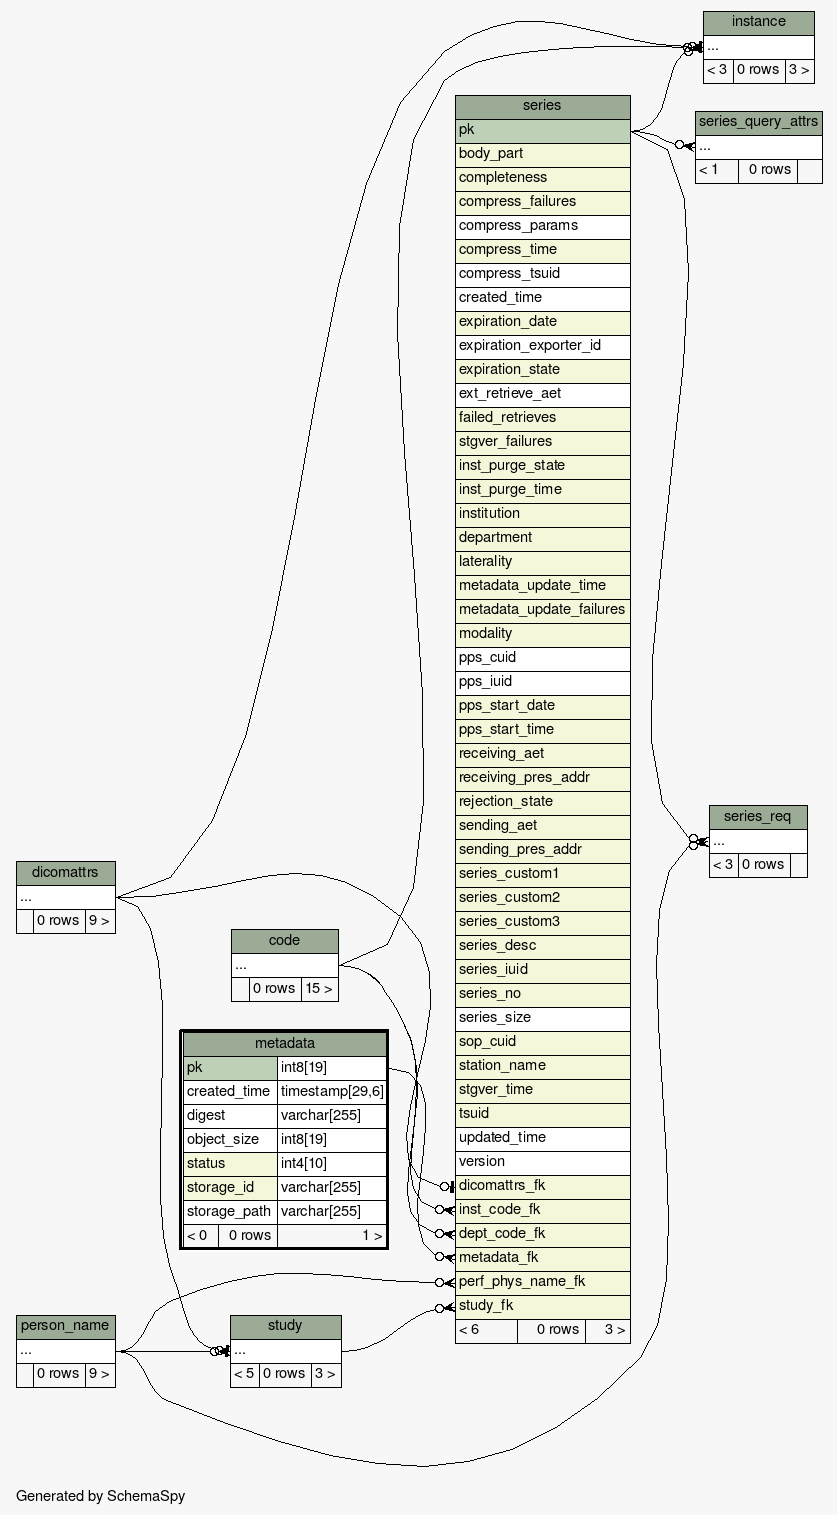 instance
...
< 3 0 rows 3 >
series
pk
body_part
completeness
compress_failures
compress_params
compress_time
compress_tsuid
created_time
expiration_date
expiration_exporter_id
expiration_state
ext_retrieve_aet
failed_retrieves
stgver_failures
inst_purge_state
inst_purge_time
institution
department
laterality
metadata_update_time
metadata_update_failures
modality
pps_cuid
pps_iuid
pps_start_date
pps_start_time
receiving_aet
receiving_pres_addr
rejection_state
sending_aet
sending_pres_addr
series_custom1
series_custom2
series_custom3
series_desc
series_iuid
series_no
series_size
sop_cuid
station_name
stgver_time
tsuid
updated_time
version
dicomattrs_fk
inst_code_fk
dept_code_fk
metadata_fk
perf_phys_name_fk
study_fk
< 6 0 rows 3 >
series_query_attrs
...
< 1 0 rows
series_req
...
< 3 0 rows
dicomattrs
...
0 rows 9 >
code
...
0 rows 15 >
metadata
pk int8[19]
created_time timestamp[29,6]
digest varchar[255]
object_size int8[19]
status int4[10]
storage_id varchar[255]
storage_path varchar[255]
< 0 0 rows 1 >
person_name
...
0 rows 9 >
study
...
< 5 0 rows 3 >
Generated by SchemaSpy